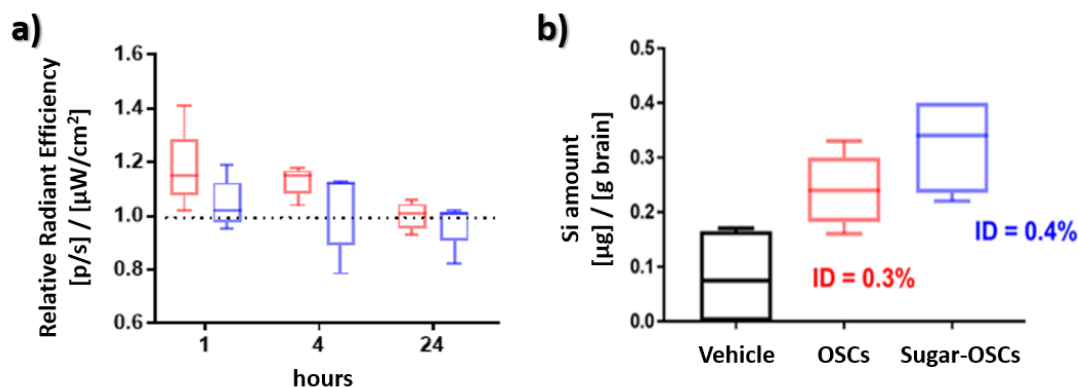 a)
Relative Radiant Efficiency
[p/s] / [µW/cm²]
1.6
1.4
1.2
1.0
0.8
0.6
1 4 24
hours
b)
Si amount
[µg] / [g brain]
0.5
0.4
0.3
0.2
0.1
0.0
ID = 0.4%
ID = 0.3%
Vehicle OSCs Sugar-OSCs